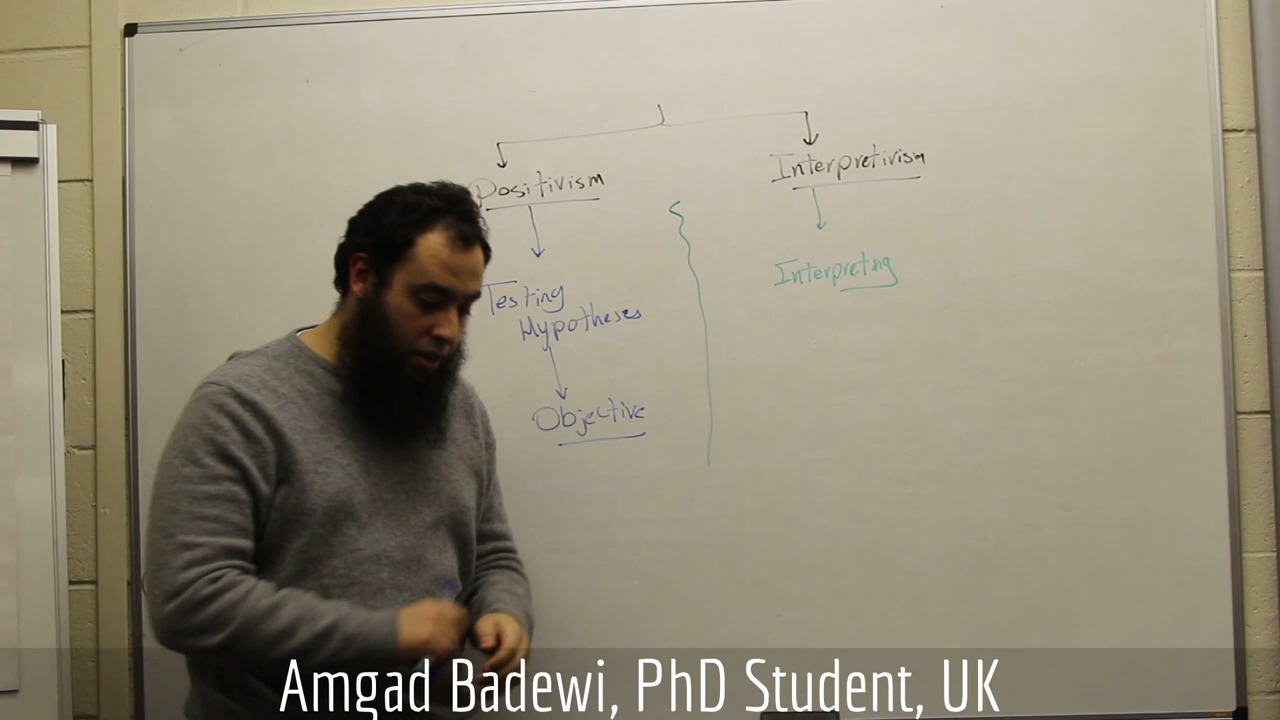 Positivism
Interpretivism
Testing
Hypotheses
Objective
Interpreting
Amgad Badewi, PhD Student, UK